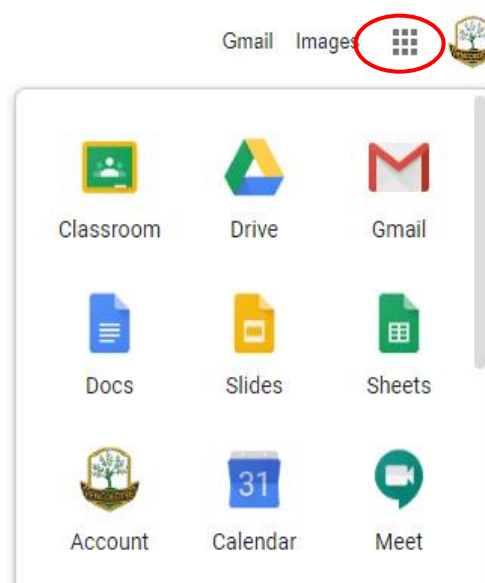 Gmail Images
Classroom Drive Gmail
Docs Slides Sheets
31
Account Calendar Meet